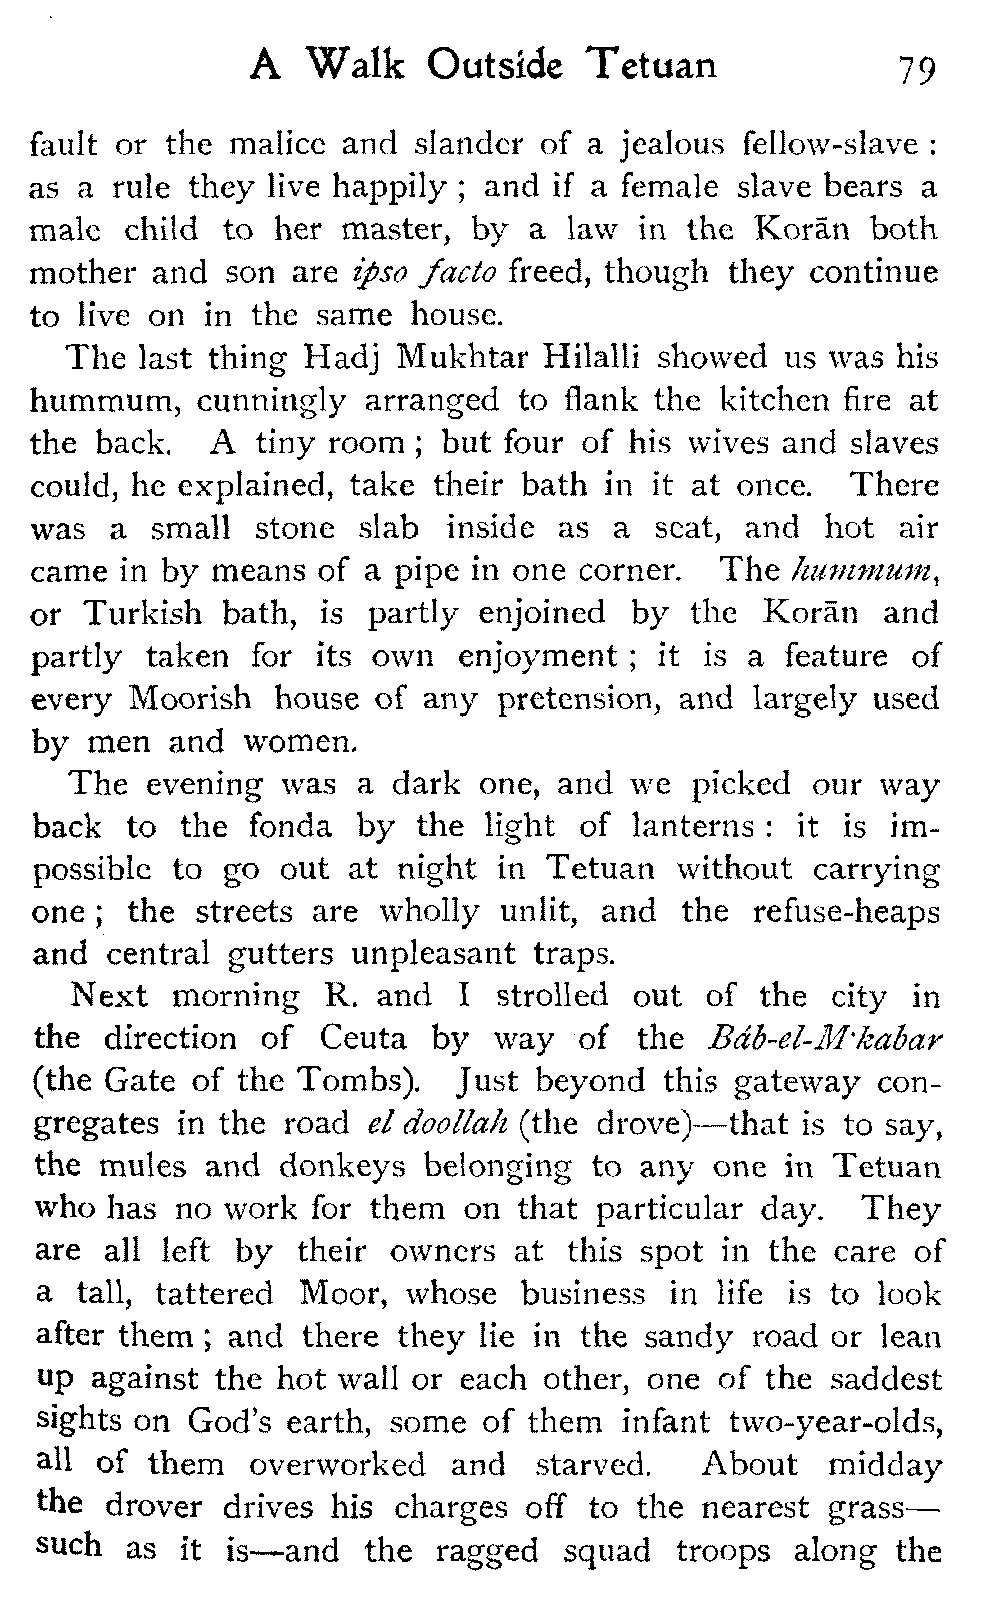 A Walk Outside Tetuan 79
fault or the malice and slander of a jealous fellow-slave :
as a rule they live happily ; and if a female slave bears a
male child to her master, by a law in the Korān both
mother and son are ipso facto freed, though they continue
to live on in the same house.
The last thing Hadj Mukhtar Hilalli showed us was his
hummum, cunningly arranged to flank the kitchen fire at
the back. A tiny room ; but four of his wives and slaves
could, he explained, take their bath in it at once. There
was a small stone slab inside as a seat, and hot air
came in by means of a pipe in one corner. The hummum,
or Turkish bath, is partly enjoined by the Korān and
partly taken for its own enjoyment ; it is a feature of
every Moorish house of any pretension, and largely used
by men and women.
The evening was a dark one, and we picked our way
back to the fonda by the light of lanterns : it is im-
possible to go out at night in Tetuan without carrying
one ; the streets are wholly unlit, and the refuse-heaps
and central gutters unpleasant traps.
Next morning R. and I strolled out of the city in
the direction of Ceuta by way of the Báb-el-M‘kabar
(the Gate of the Tombs). Just beyond this gateway con-
gregates in the road el doollah (the drove)—that is to say,
the mules and donkeys belonging to any one in Tetuan
who has no work for them on that particular day. They
are all left by their owners at this spot in the care of
a tall, tattered Moor, whose business in life is to look
after them ; and there they lie in the sandy road or lean
up against the hot wall or each other, one of the saddest
sights on God's earth, some of them infant two-year-olds,
all of them overworked and starved. About midday
the drover drives his charges off to the nearest grass—
such as it is—and the ragged squad troops along the